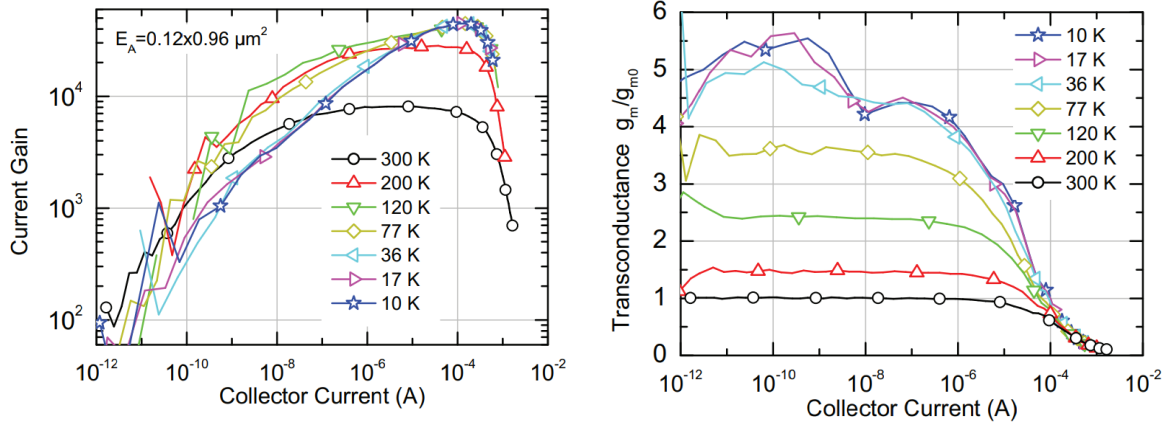 E_A=0.12x0.96 µm²
Current Gain
10⁴
10³
10²
300 K
200 K
120 K
77 K
36 K
17 K
10 K
10⁻¹² 10⁻¹⁰ 10⁻⁸ 10⁻⁶ 10⁻⁴ 10⁻²
Collector Current (A)
Transconductance g_m/g_m0
6
5
4
3
2
1
0
10 K
17 K
36 K
77 K
120 K
200 K
300 K
10⁻¹² 10⁻¹⁰ 10⁻⁸ 10⁻⁶ 10⁻⁴ 10⁻²
Collector Current (A)